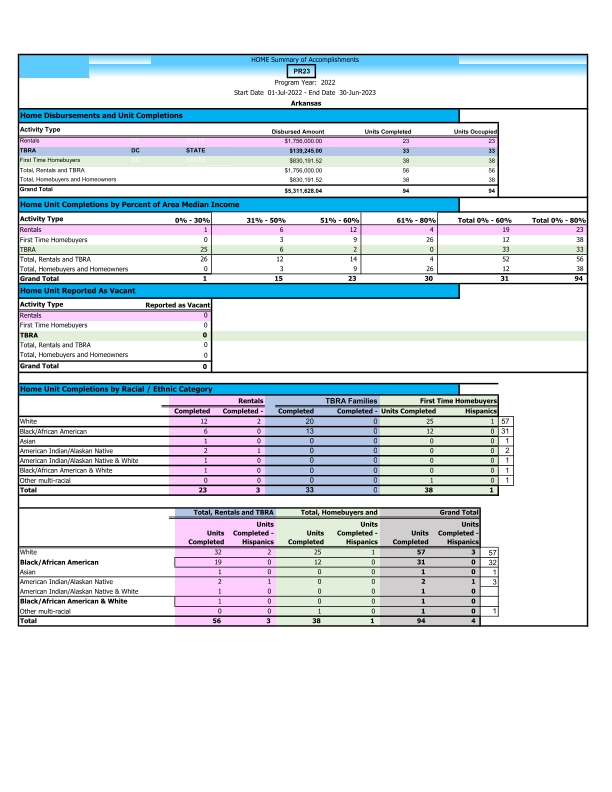 HOME Summary of Accomplishments
PR23
Program Year: 2022
Start Date 01-Jul-2022 - End Date 30-Jun-2023
Arkansas
Home Disbursements and Unit Completions
Activity Type Disbursed Amount Units Completed Units Occupied
Rentals DC STATE $1,756,000.00 23 23
TBRA DC STATE $139,245.00 33 33
First Time Homebuyers DC STATE $830,191.52 38 38
Total, Rentals and TBRA $1,756,000.00 56 56
Total, Homebuyers and Homeowners $830,191.52 38 38
Grand Total $5,311,628.04 94 94
Home Unit Completions by Percent of Area Median Income
Activity Type 0% - 30% 31% - 50% 51% - 60% 61% - 80% Total 0% - 60% Total 0% - 80%
Rentals 1 6 12 4 19 23
First Time Homebuyers 0 3 9 26 12 38
TBRA 25 6 2 0 33 33
Total, Rentals and TBRA 26 12 14 4 52 56
Total, Homebuyers and Homeowners 0 3 9 26 12 38
Grand Total 1 15 23 30 31 94
Home Unit Reported As Vacant
Activity Type Reported as Vacant
Rentals 0
First Time Homebuyers 0
TBRA 0
Total, Rentals and TBRA 0
Total, Homebuyers and Homeowners 0
Grand Total 0
Home Unit Completions by Racial / Ethnic Category
Rentals TBRA Families First Time Homebuyers
Completed Completed - Completed Completed - Units Completed Hispanics
White 12 2 20 0 25 1 57
Black/African American 6 0 13 0 12 0 31
Asian 1 0 0 0 0 0 1
American Indian/Alaskan Native 2 1 0 0 0 0 2
American Indian/Alaskan Native & White 1 0 0 0 0 0 1
Black/African American & White 1 0 0 0 0 0 1
Other multi-racial 0 0 0 0 1 0 1
Total 23 3 33 0 38 1
Total, Rentals and TBRA Total, Homebuyers and Grand Total
Units Units Units
Units Completed - Units Completed - Units Completed -
Completed Hispanics Completed Hispanics Completed Hispanics
White 32 2 25 1 57 3 57
Black/African American 19 0 12 0 31 0 32
Asian 1 0 0 0 1 0 1
American Indian/Alaskan Native 2 1 0 0 2 1 3
American Indian/Alaskan Native & White 1 0 0 0 1 0
Black/African American & White 1 0 0 0 1 0
Other multi-racial 0 0 1 0 1 0 1
Total 56 3 38 1 94 4